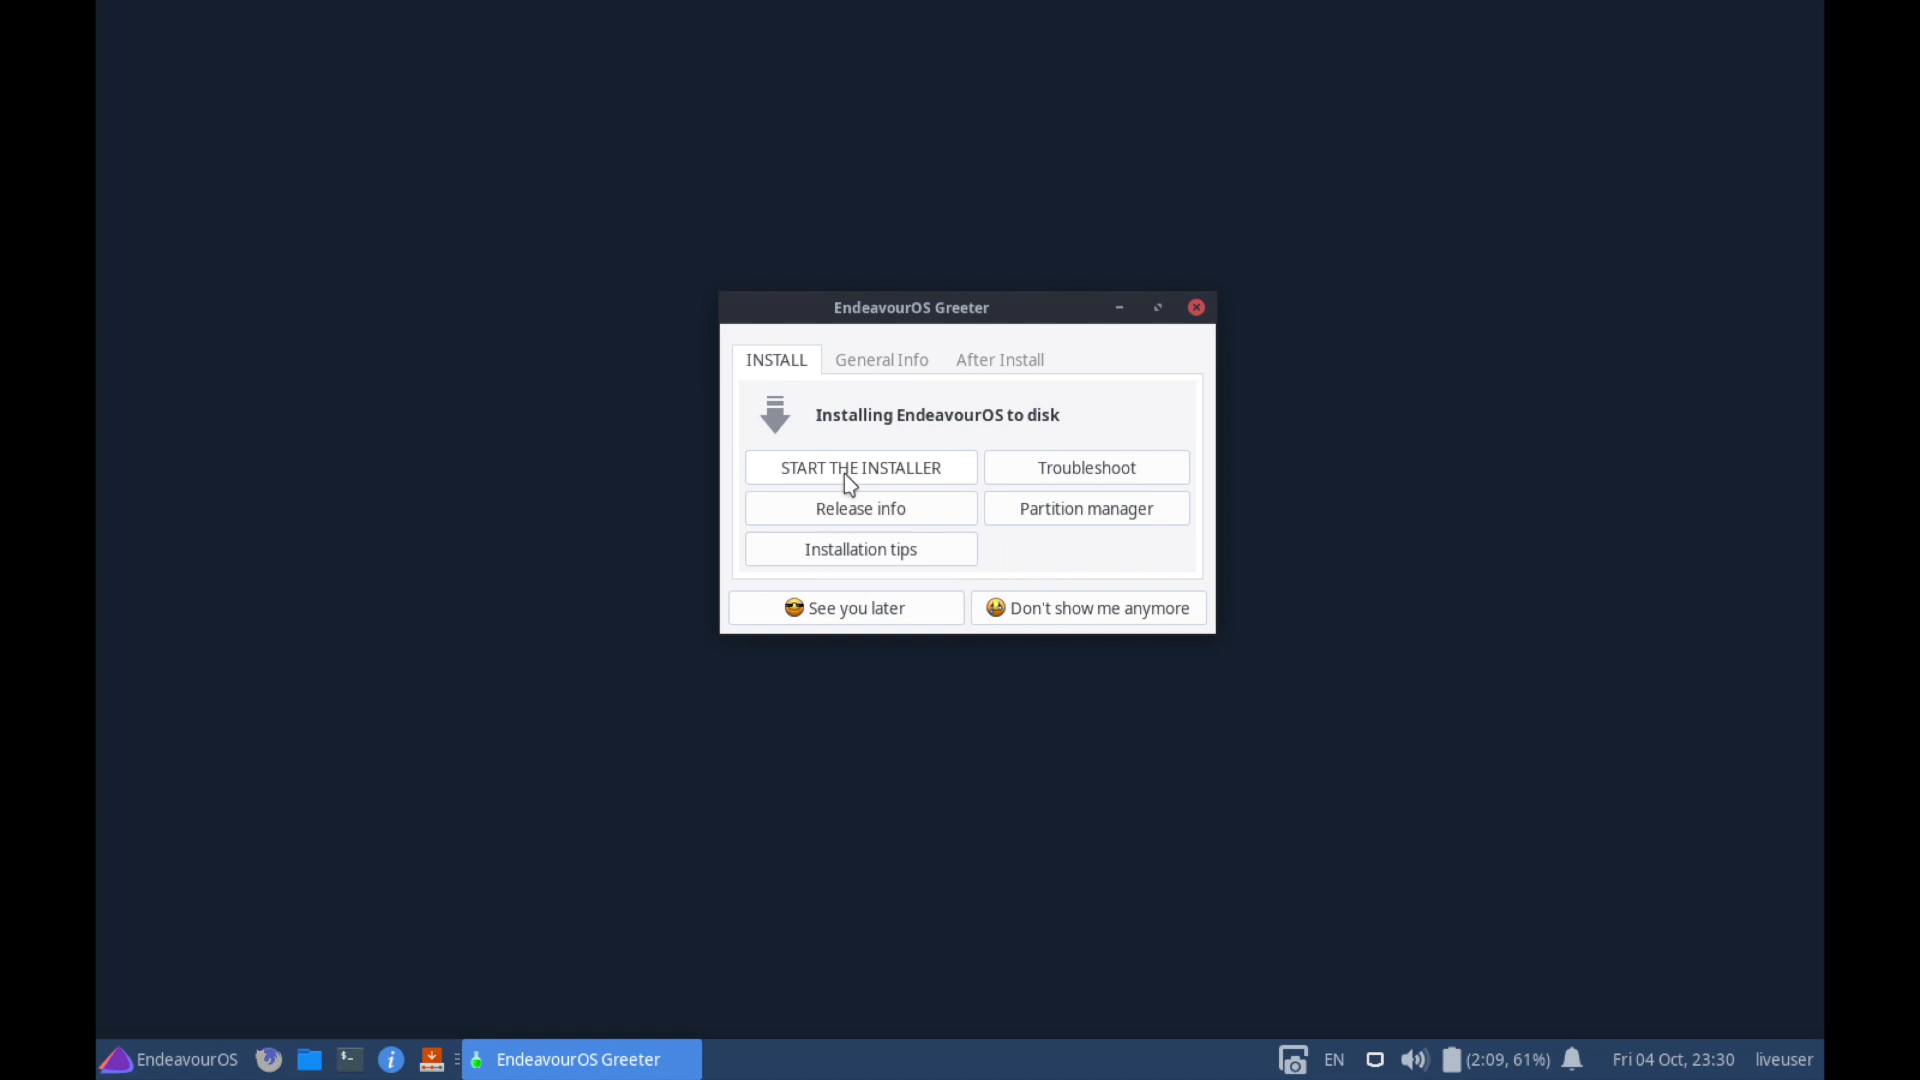 EndeavourOS Greeter
INSTALL General Info After Install
Installing EndeavourOS to disk
START THE INSTALLER Troubleshoot
Release info Partition manager
Installation tips
See you later Don't show me anymore
EndeavourOS $- i EndeavourOS Greeter EN (2:09, 61%) Fri 04 Oct, 23:30 liveuser